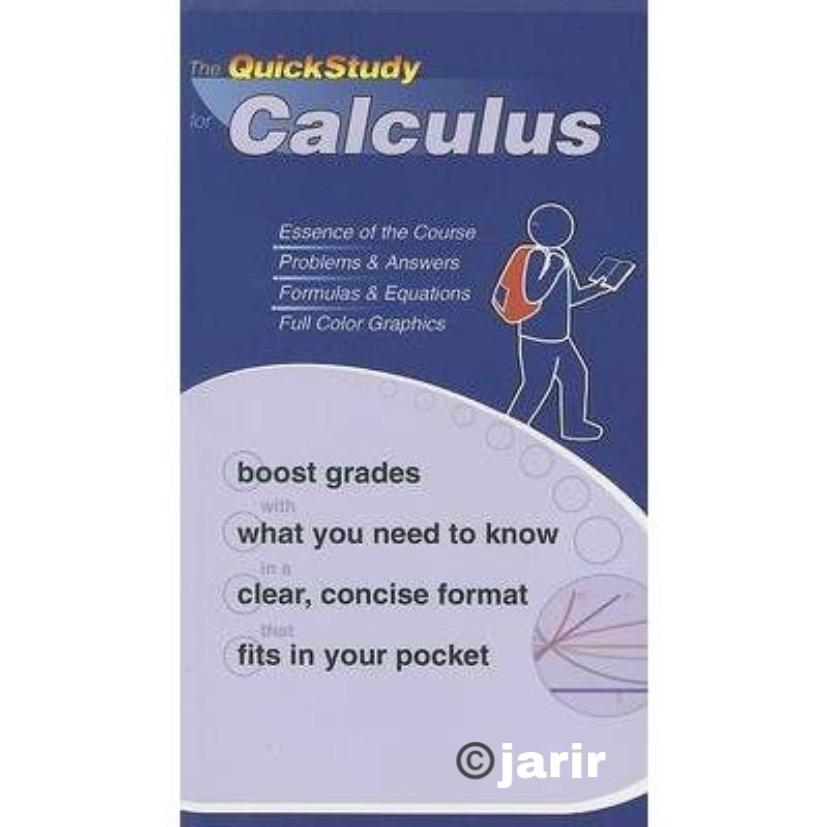 The QuickStudy
for Calculus
Essence of the Course
Problems & Answers
Formulas & Equations
Full Color Graphics
boost grades
with
what you need to know
in a
clear, concise format
that
fits in your pocket
©jarir